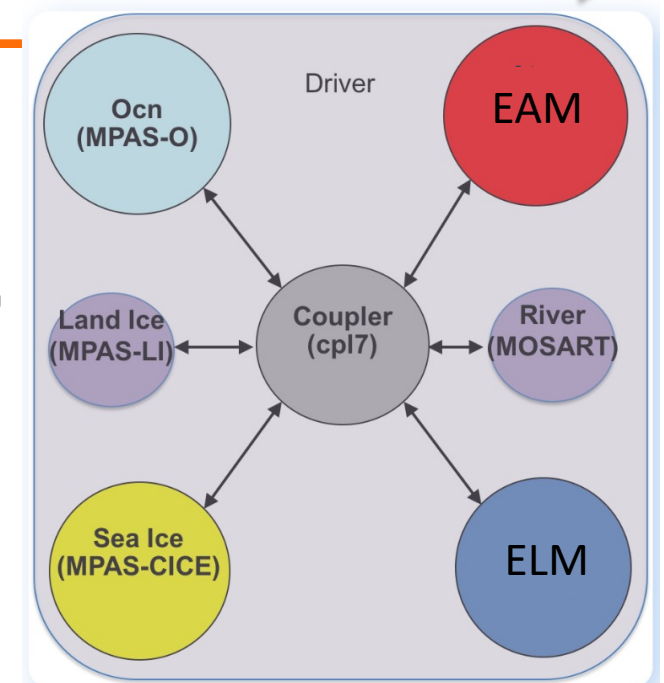 Driver
Ocn
(MPAS-O)
EAM
Land Ice
(MPAS-LI)
Coupler
(cpl7)
River
(MOSART)
Sea Ice
(MPAS-CICE)
ELM